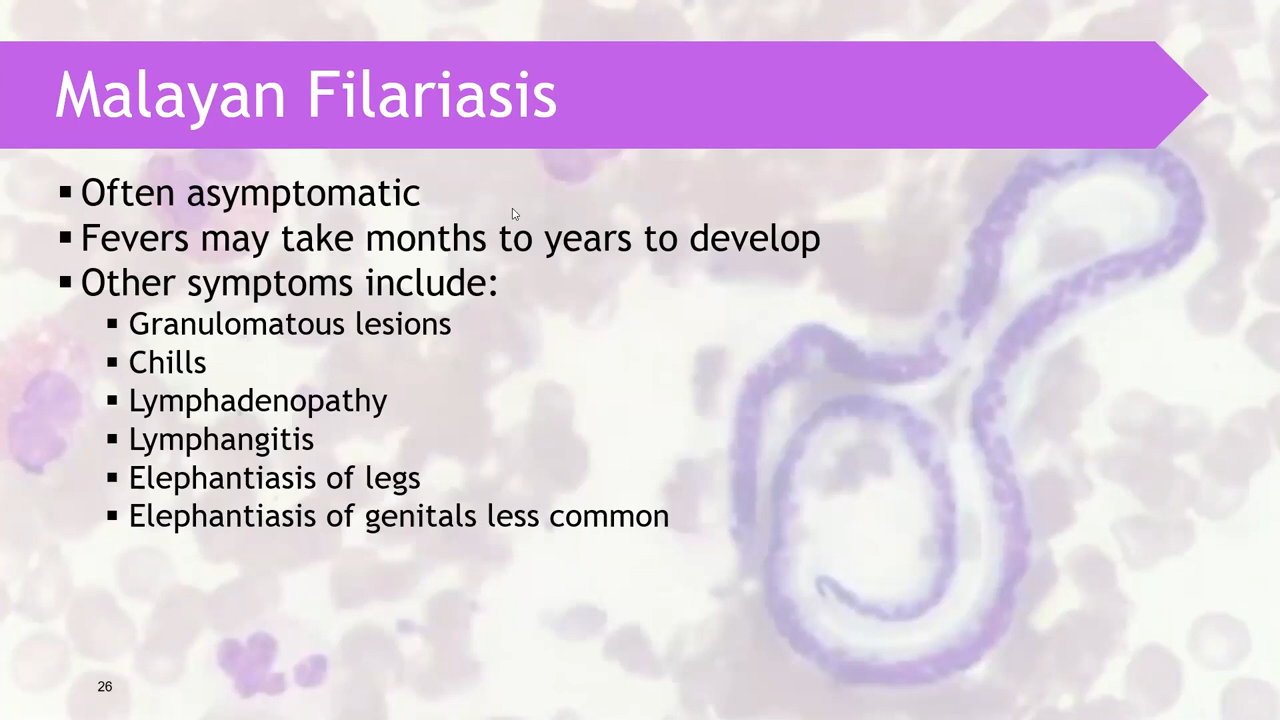 Malayan Filariasis
▪ Often asymptomatic
▪ Fevers may take months to years to develop
▪ Other symptoms include:
▪ Granulomatous lesions
▪ Chills
▪ Lymphadenopathy
▪ Lymphangitis
▪ Elephantiasis of legs
▪ Elephantiasis of genitals less common
26